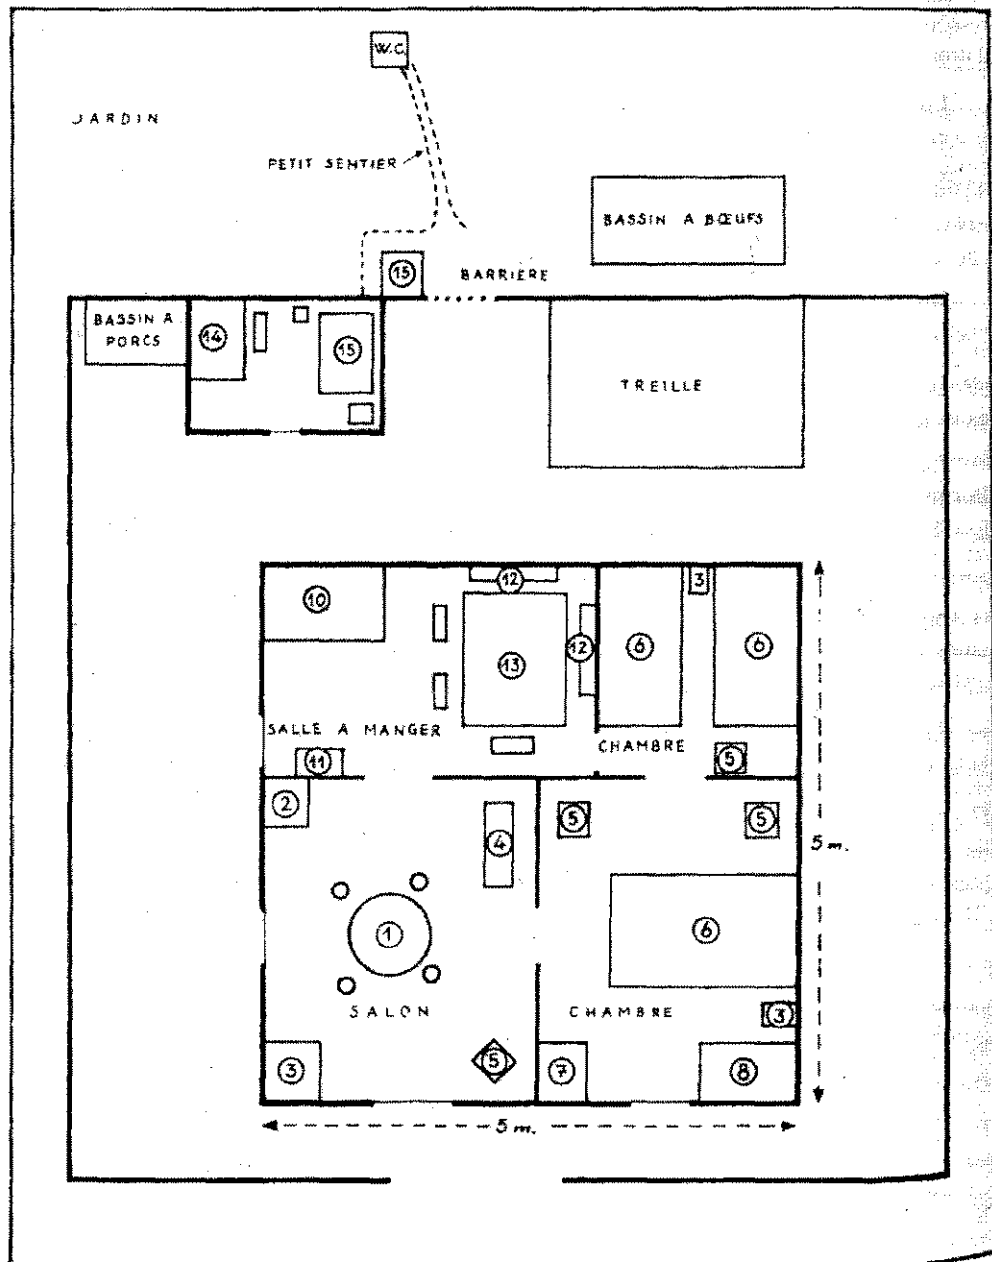 W.C.
JARDIN
PETIT SENTIER
BASSIN A BŒUFS
15
BARRIERE
BASSIN A
PORCS
14
15
TREILLE
10
12
3
13
12
6
6
SALLE A MANGER
CHAMBRE
11
5
2
4
5
5
5 m.
1
6
SALON
CHAMBRE
3
3
5
7
8
5 m.